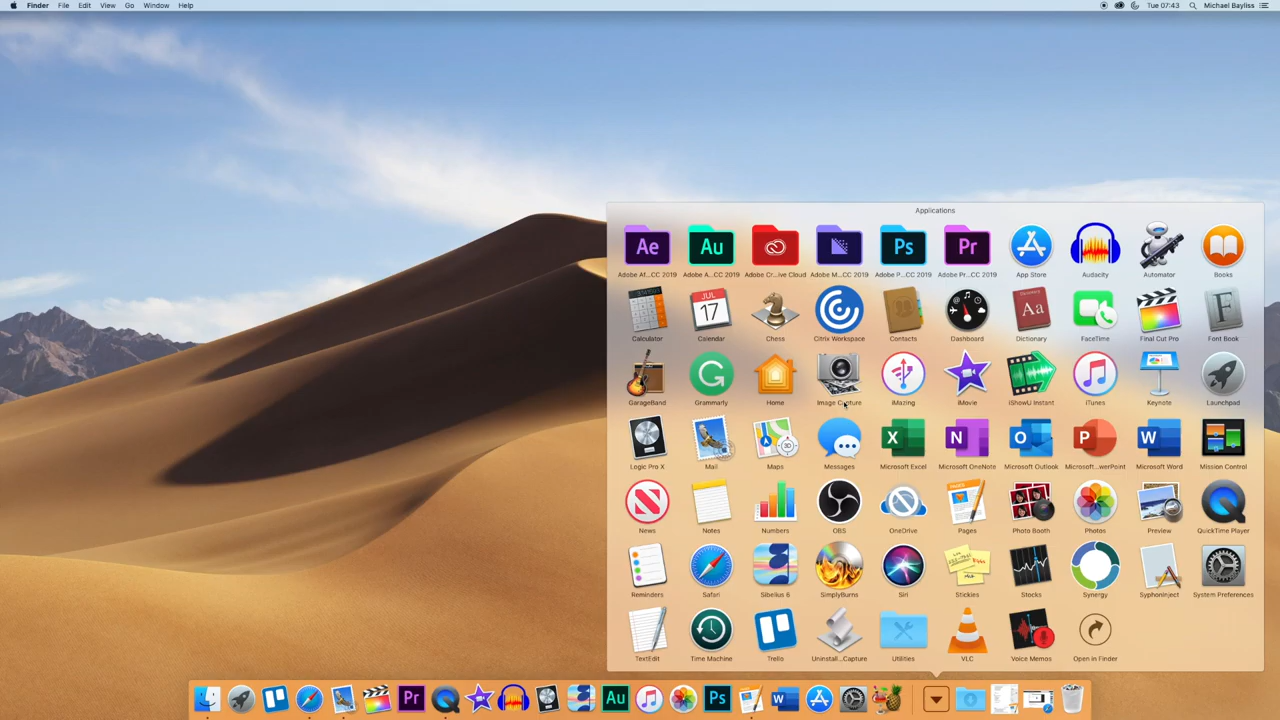 Finder File Edit View Go Window Help
Tue 07:43 Michael Bayliss
Applications
Ae Au Ps Pr
Adobe Af...CC 2019 Adobe A...CC 2019 Adobe Cr...ive Cloud Adobe M...CC 2019 Adobe P...CC 2019 Adobe Pr...CC 2019 App Store Audacity Automator Books
JUL
17
Dictionary
Aa
F
Calculator Calendar Chess Citrix Workspace Contacts Dashboard Dictionary FaceTime Final Cut Pro Font Book
G
GarageBand Grammarly Home Image Capture iMazing iMovie iShowU Instant iTunes Keynote Launchpad
3D X N O P W
Logic Pro X Mail Maps Messages Microsoft Excel Microsoft OneNote Microsoft Outlook Microsoft...werPoint Microsoft Word Mission Control
PAGES
News Notes Numbers OBS OneDrive Pages Photo Booth Photos Preview QuickTime Player
Reminders Safari Sibelius 6 SimplyBurns Siri Stickies Stocks Synergy SyphonInject System Preferences
TextEdit Time Machine Trello Uninstall...Capture Utilities VLC Voice Memos Open in Finder
Pr Au Ps W